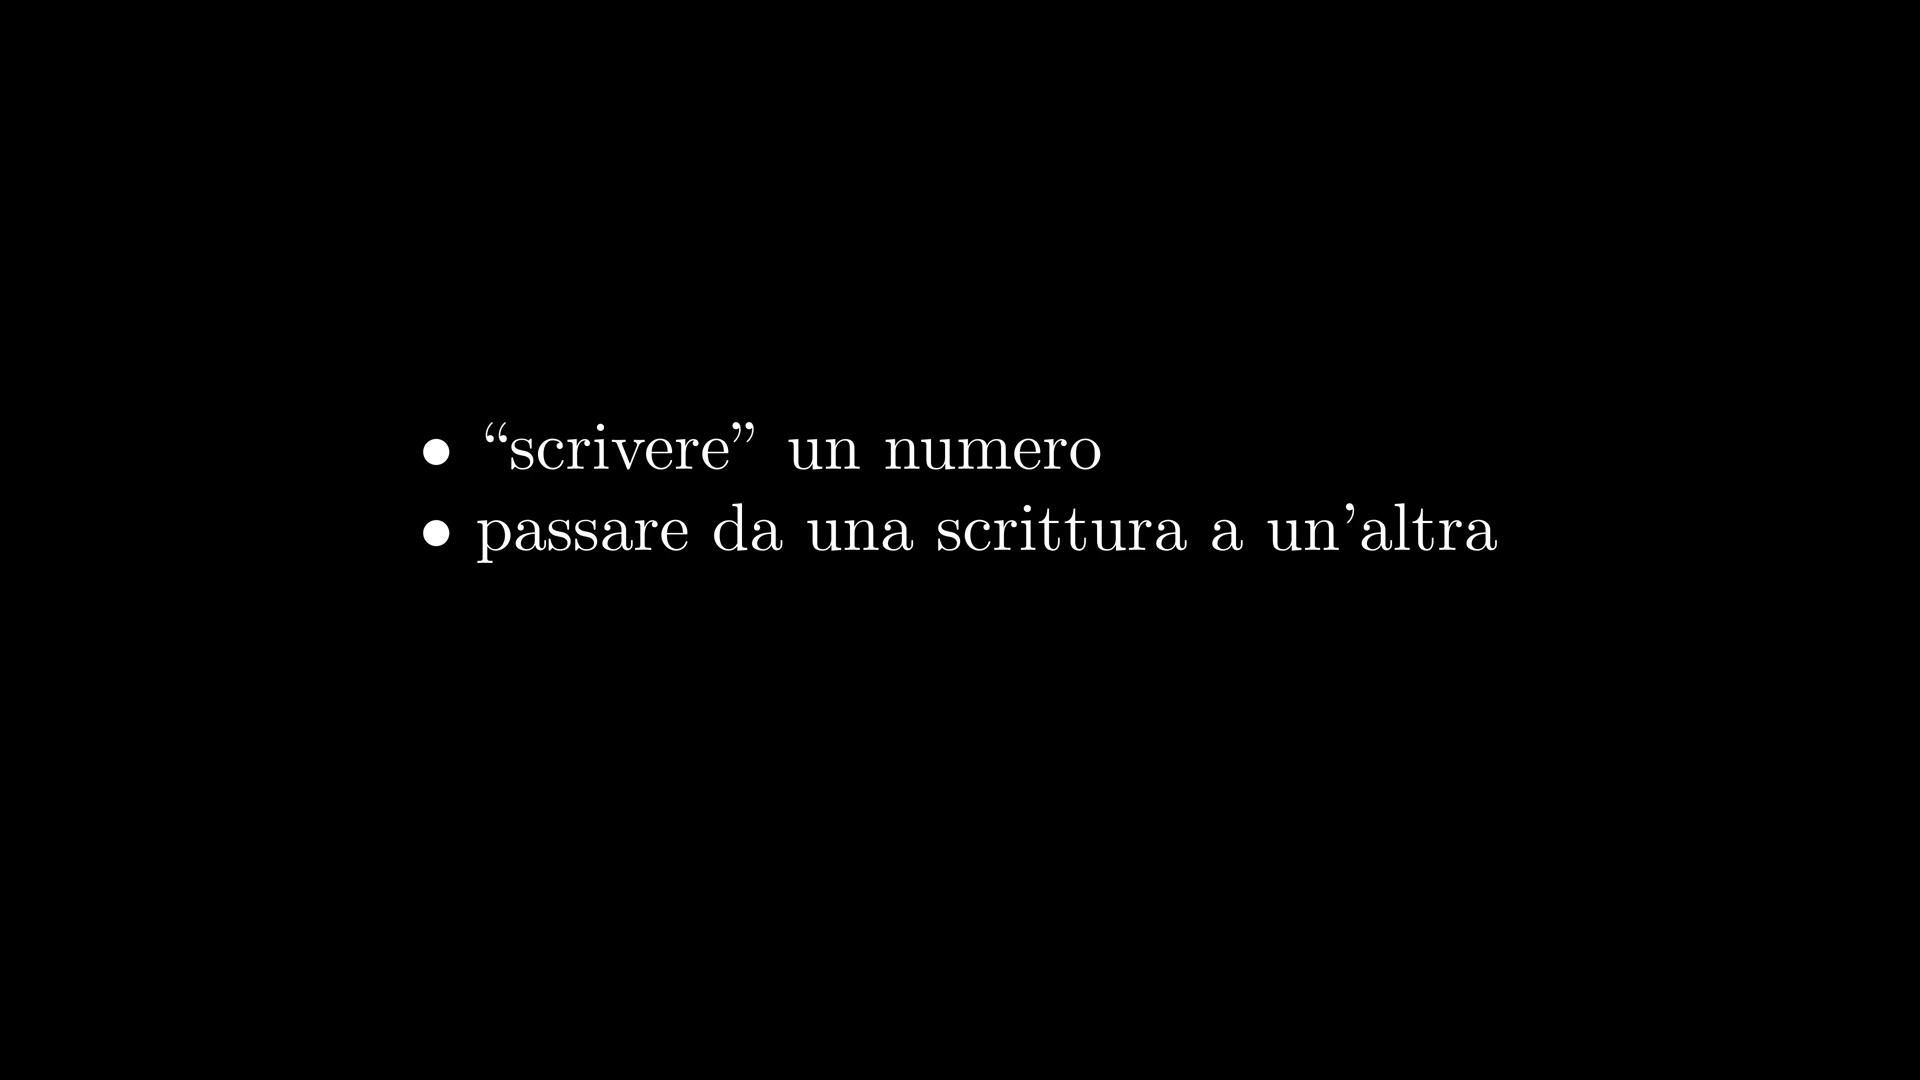 • “scrivere” un numero
• passare da una scrittura a un’altra